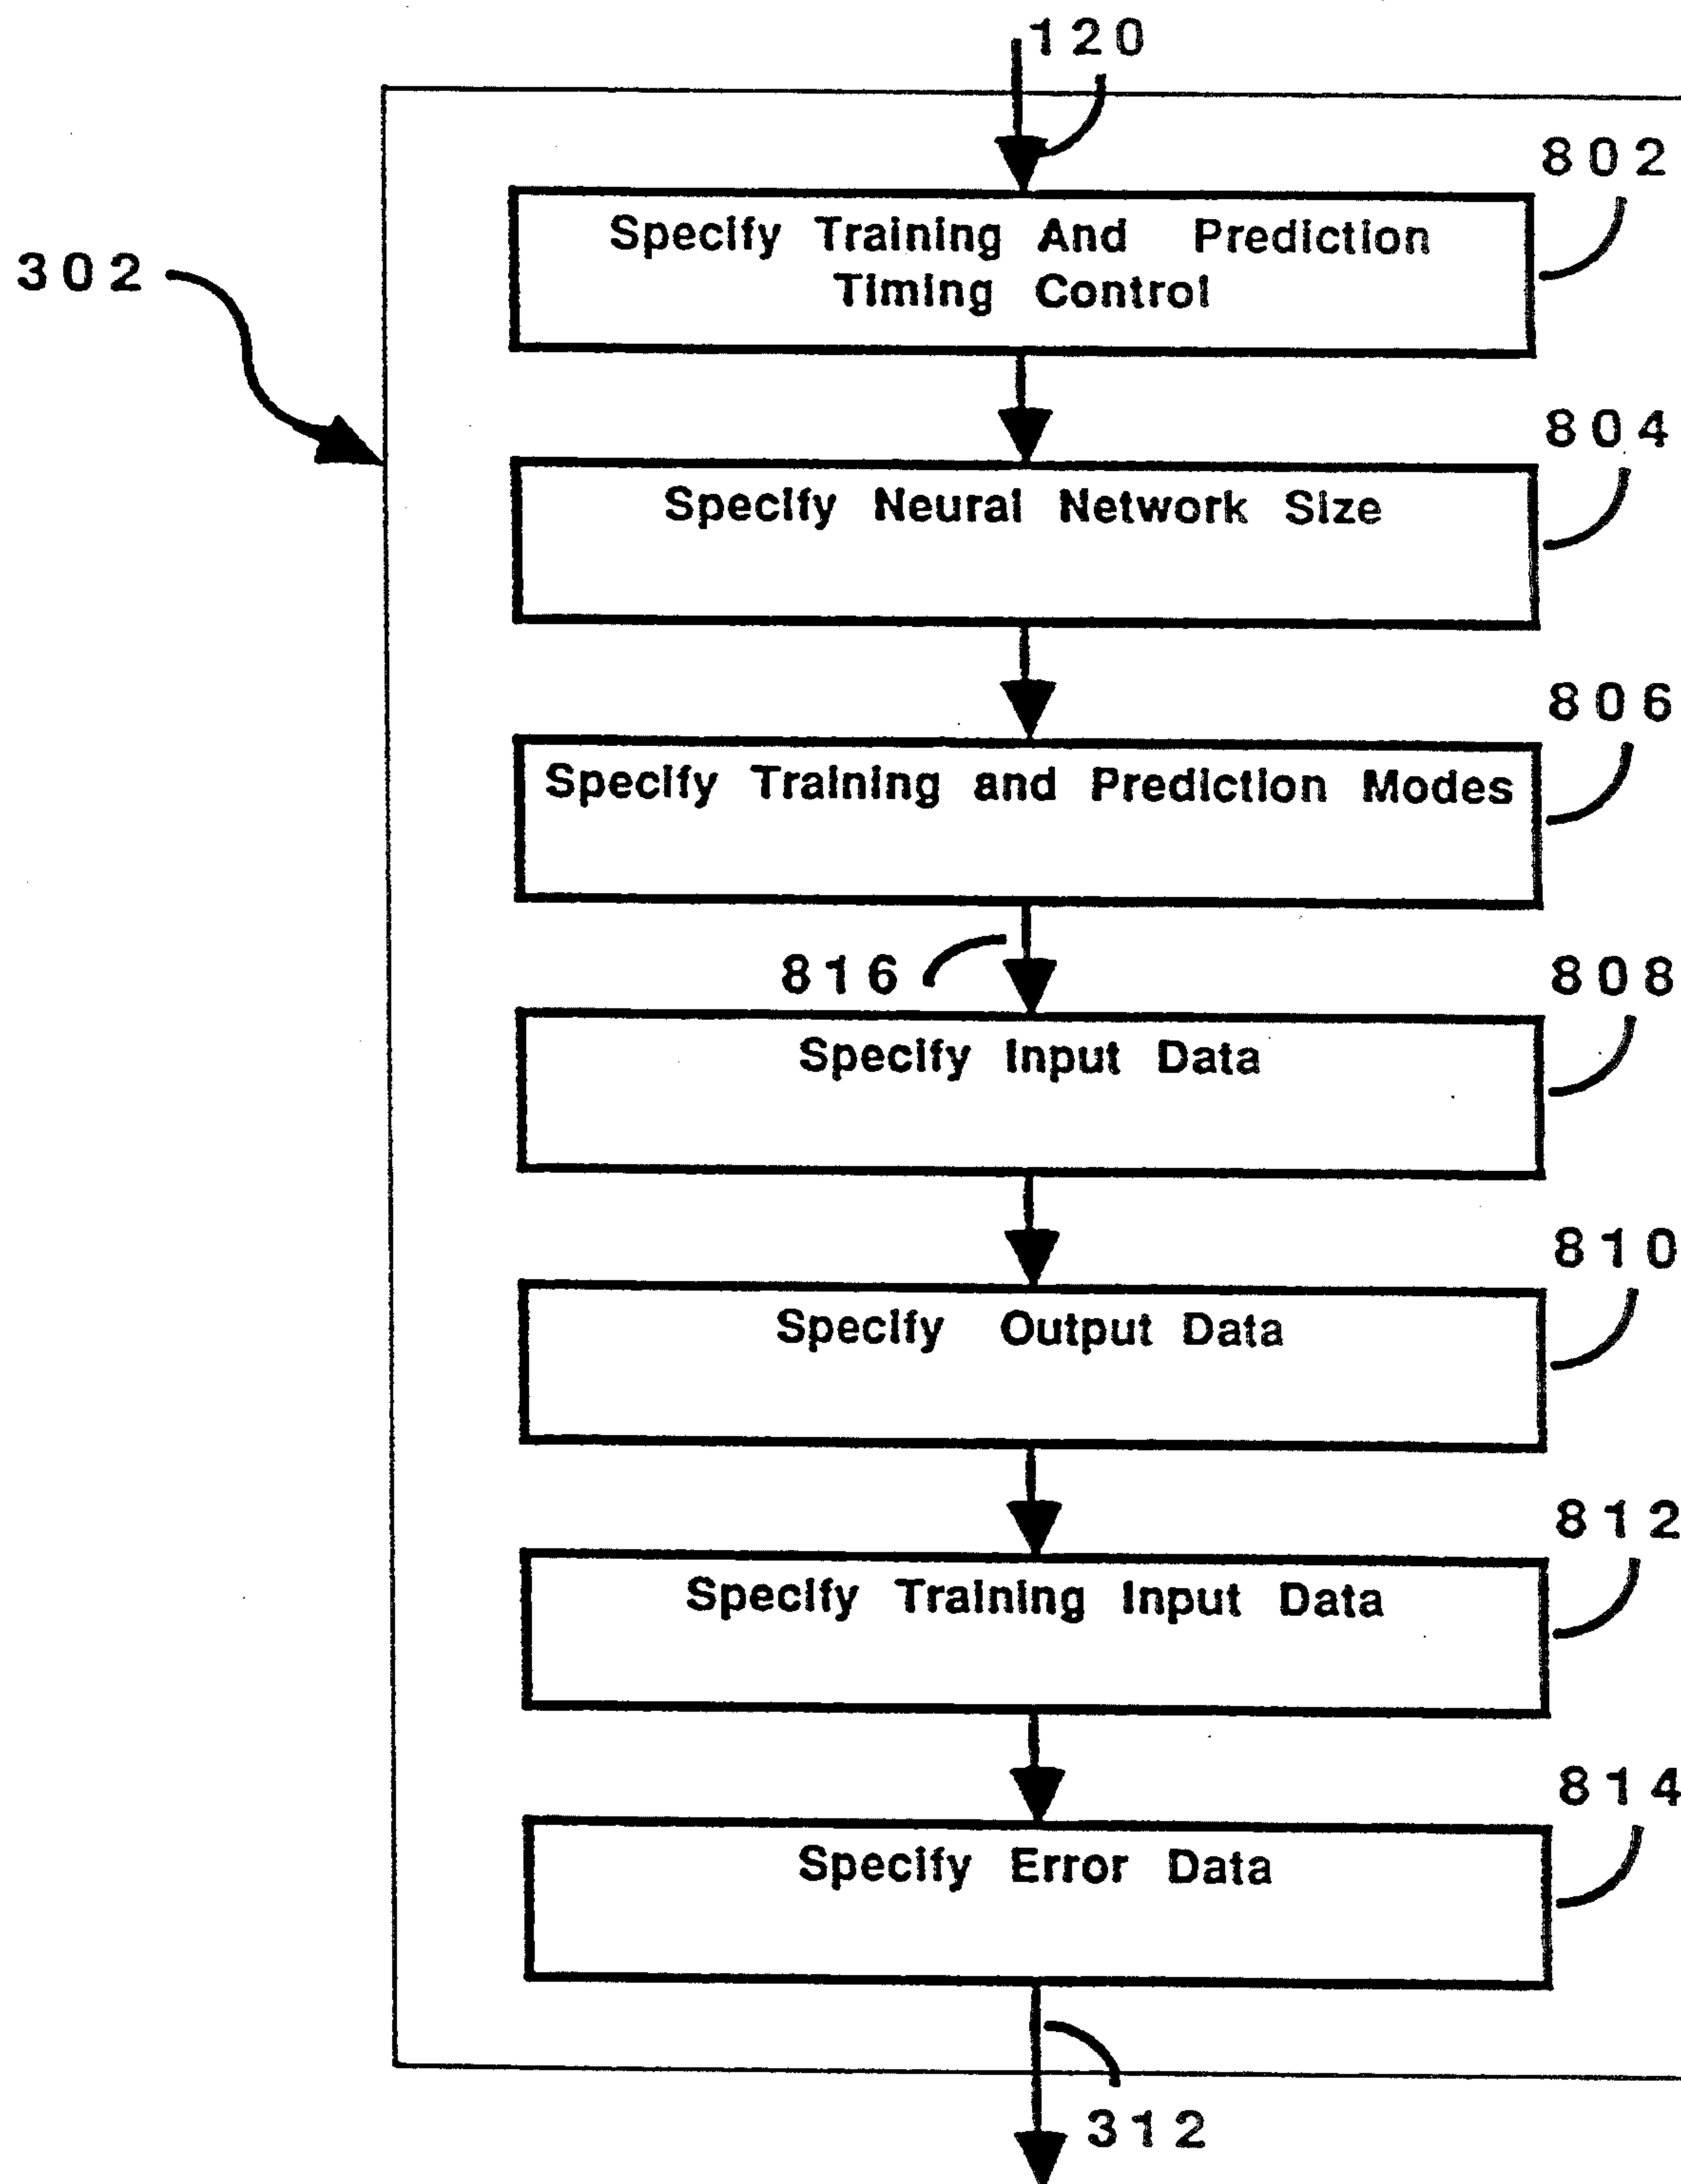 120
802
Specify Training And Prediction
Timing Control
302
804
Specify Neural Network Size
806
Specify Training and Prediction Modes
816
808
Specify Input Data
810
Specify Output Data
812
Specify Training Input Data
814
Specify Error Data
312